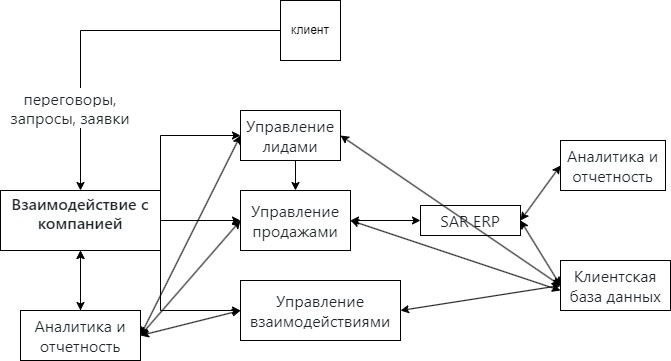 клиент
переговоры,
запросы, заявки
Управление
лидами
Аналитика и
отчетность
Взаимодействие с
компанией
Управление
продажами
SAR ERP
Клиентская
база данных
Управление
взаимодействиями
Аналитика и
отчетность